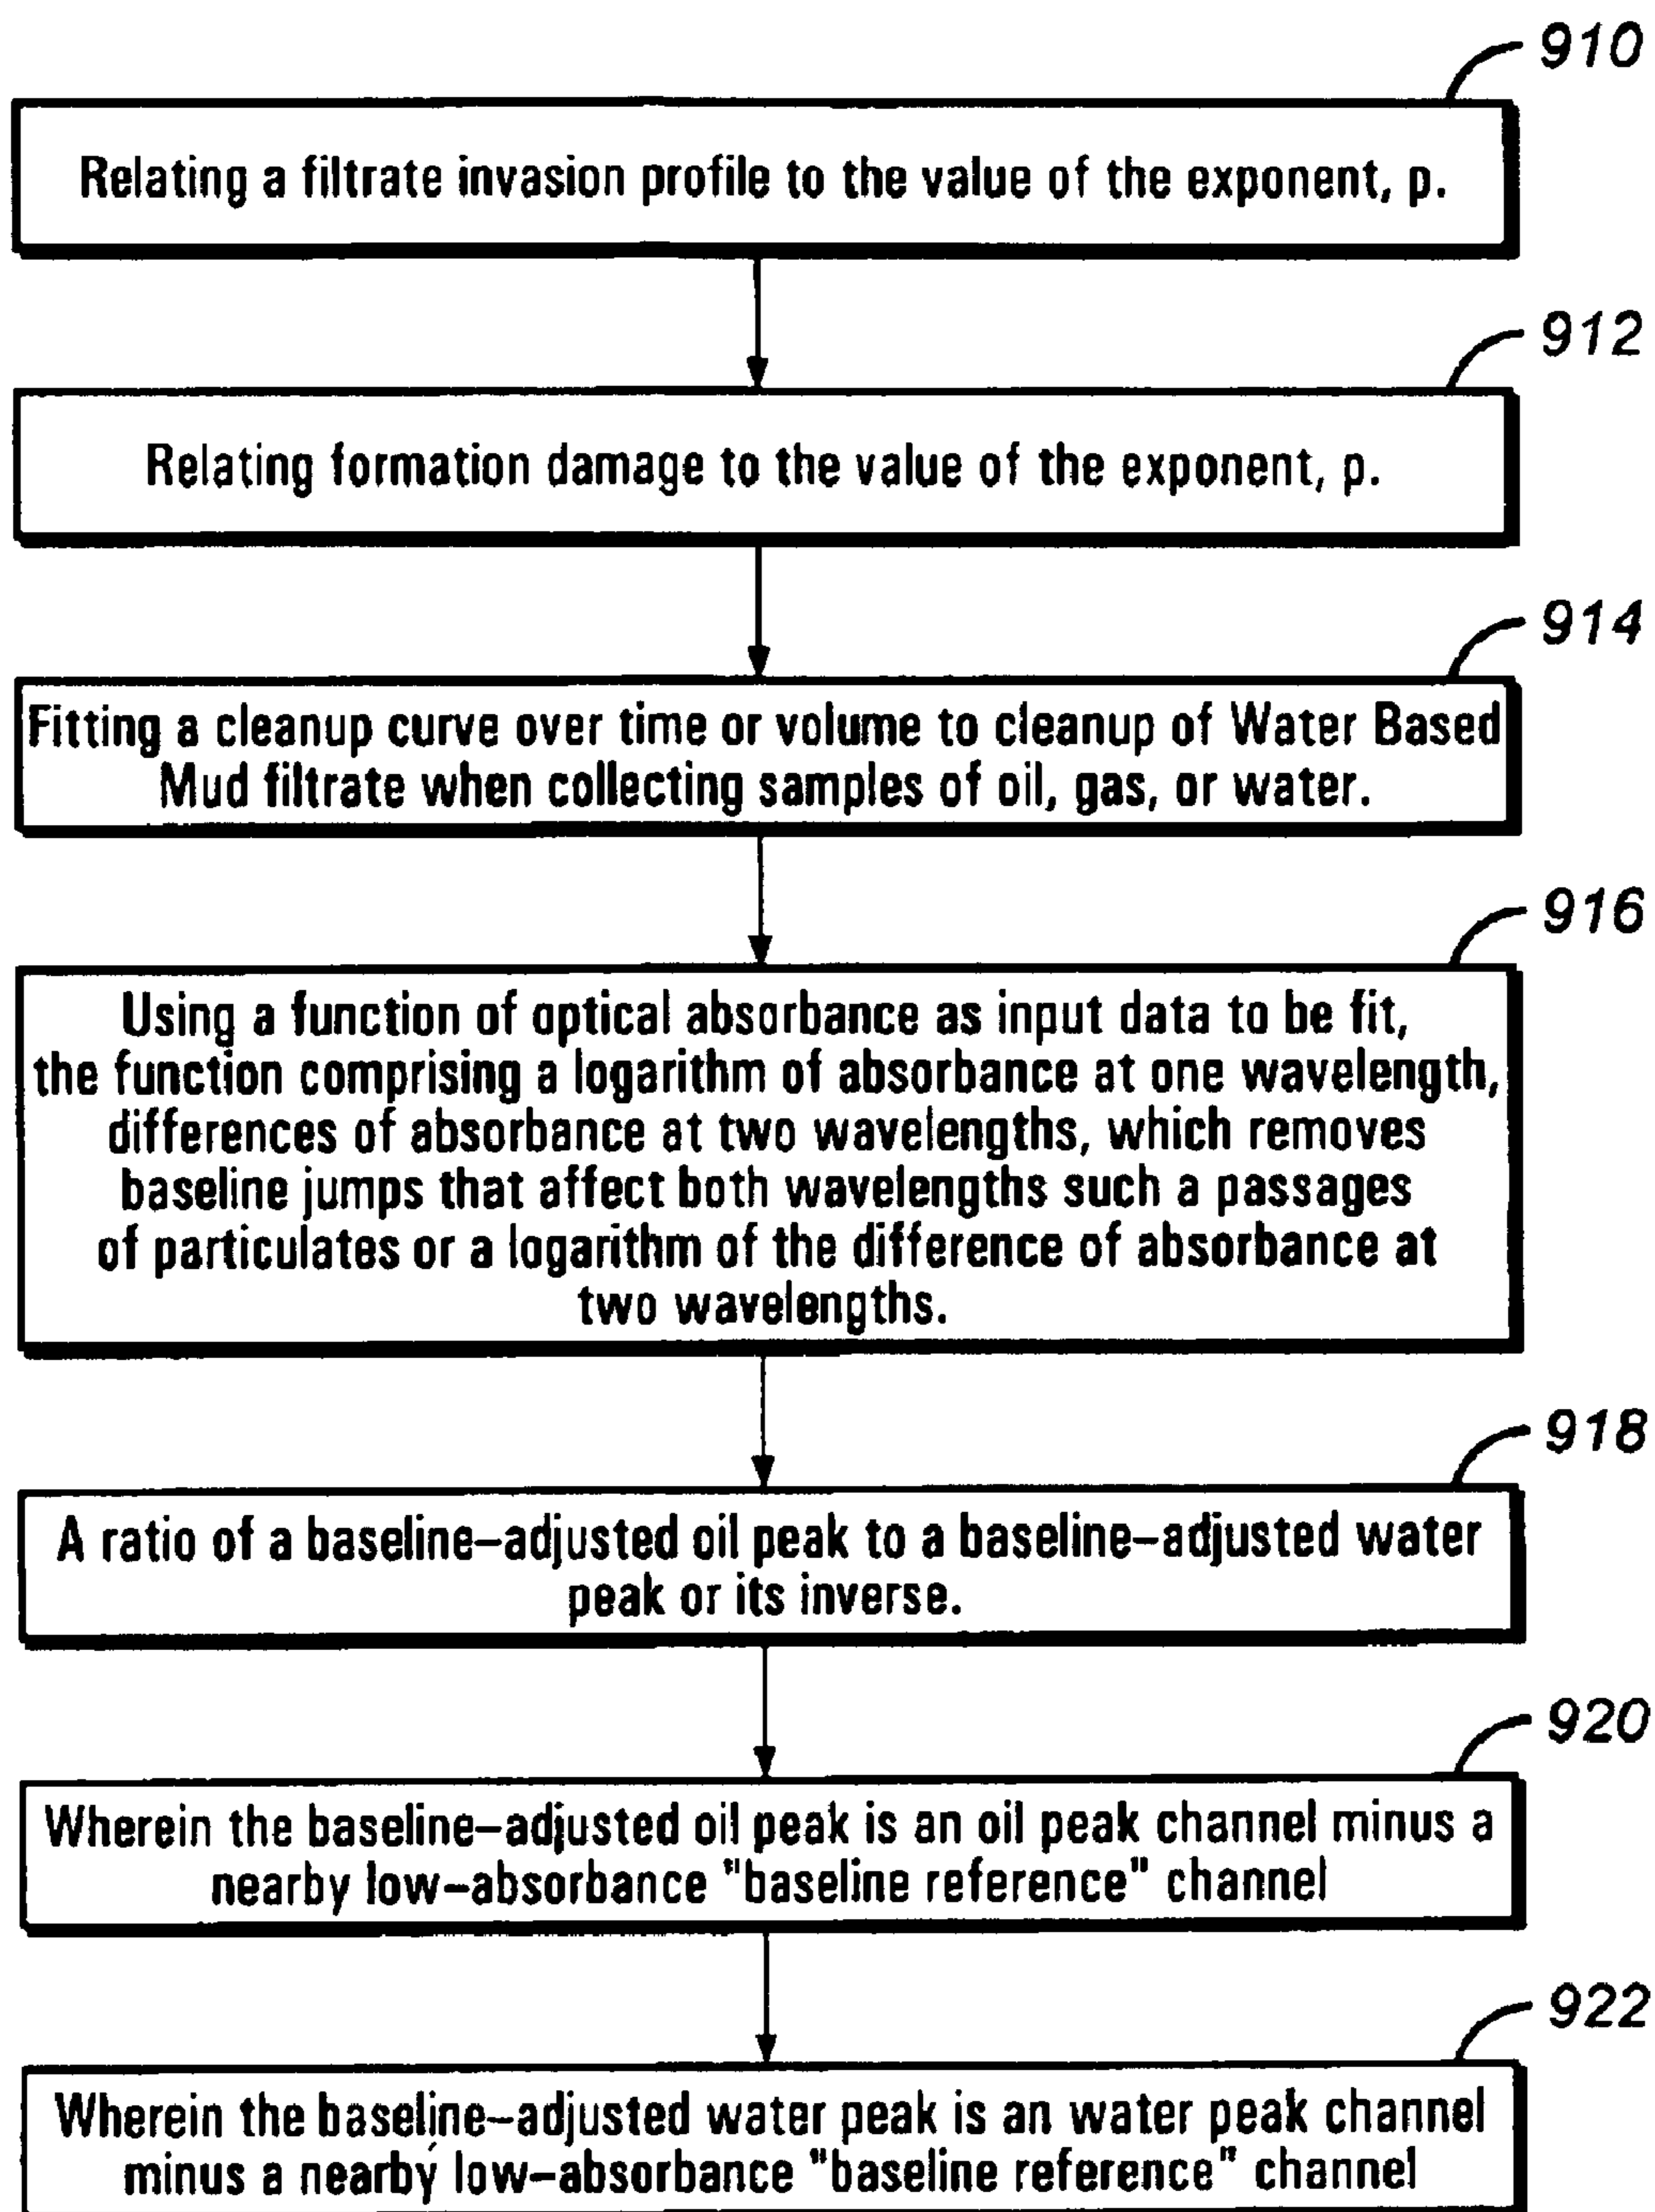 910
Relating a filtrate invasion profile to the value of the exponent, p.
912
Relating formation damage to the value of the exponent, p.
914
Fitting a cleanup curve over time or volume to cleanup of Water Based
Mud filtrate when collecting samples of oil, gas, or water.
916
Using a function of optical absorbance as input data to be fit,
the function comprising a logarithm of absorbance at one wavelength,
differences of absorbance at two wavelengths, which removes
baseline jumps that affect both wavelengths such a passages
of particulates or a logarithm of the difference of absorbance at
two wavelengths.
918
A ratio of a baseline–adjusted oil peak to a baseline–adjusted water
peak or its inverse.
920
Wherein the baseline–adjusted oil peak is an oil peak channel minus a
nearby low–absorbance "baseline reference" channel
922
Wherein the baseline–adjusted water peak is an water peak channel
minus a nearby low–absorbance "baseline reference" channel